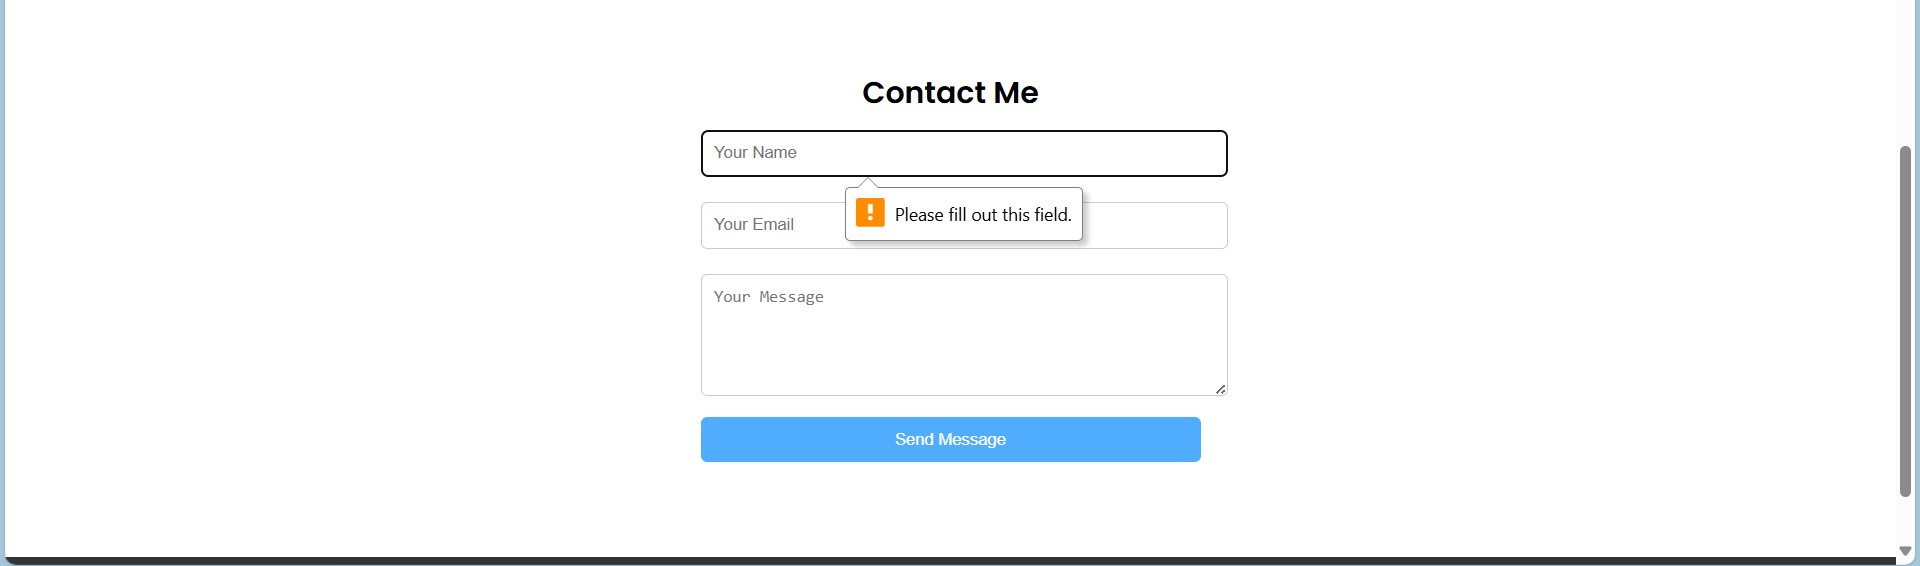 Contact Me
Your Name
Please fill out this field.
Your Email
Your Message
Send Message